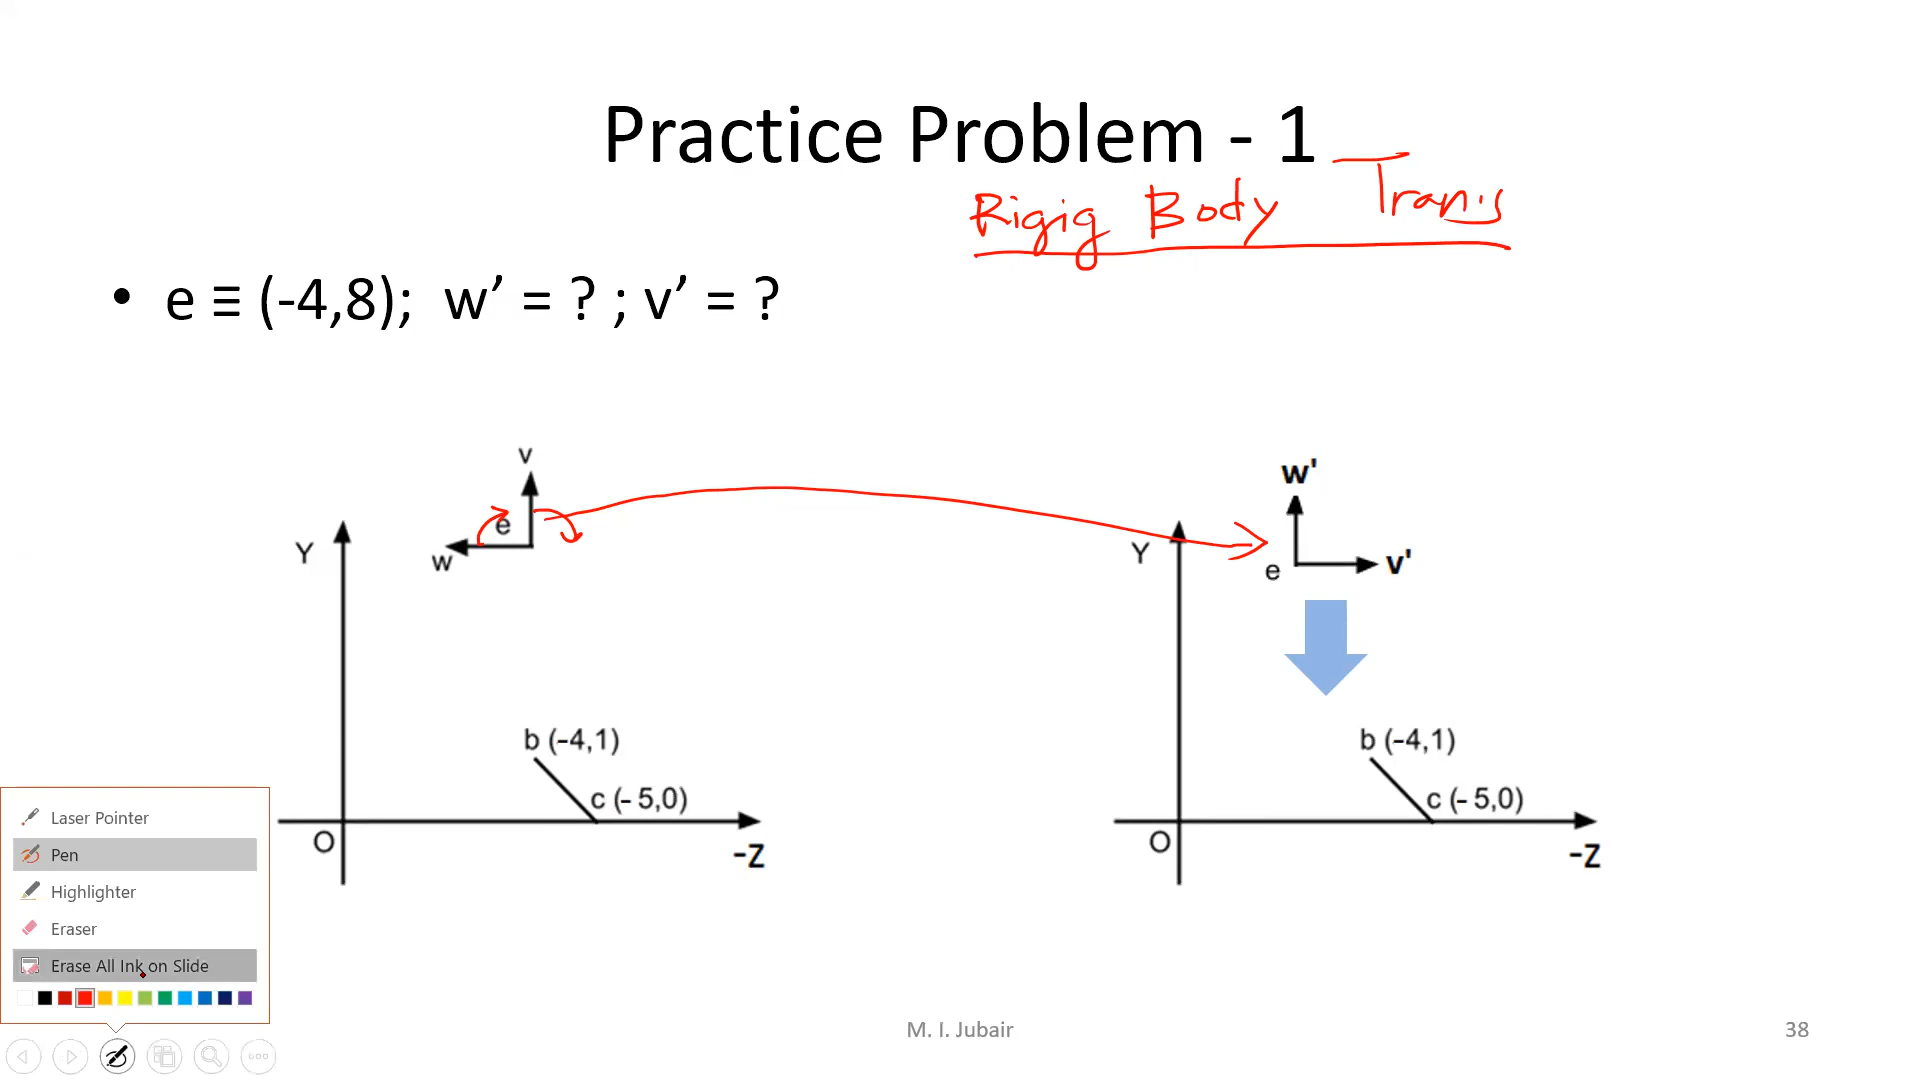 Practice Problem - 1
Rigig Body Trans
• e ≡ (-4,8); w’ = ? ; v’ = ?
v
e
w
Y
b (-4,1)
c (- 5,0)
O
-Z
w'
Y
e
v'
b (-4,1)
c (- 5,0)
O
-Z
Laser Pointer
Pen
Highlighter
Eraser
Erase All Ink on Slide
M. I. Jubair
38